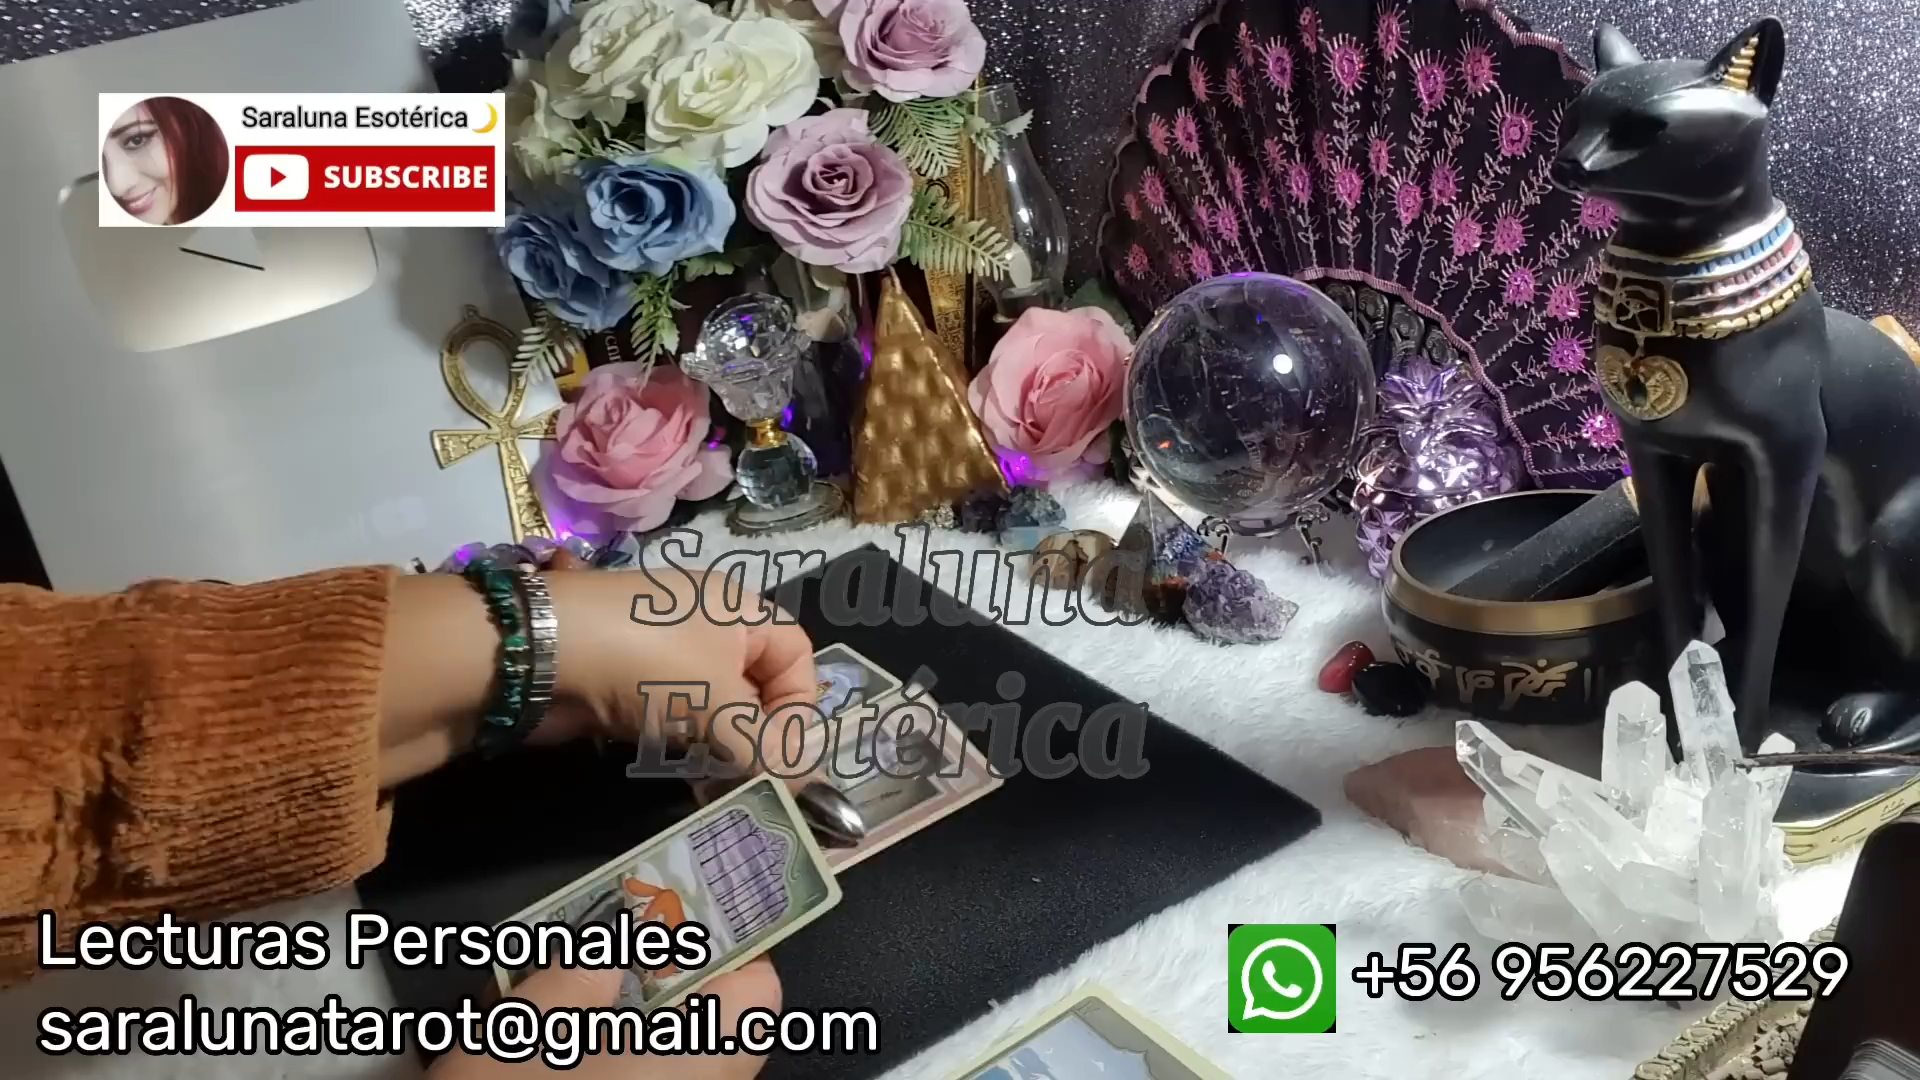 Saraluna Esotérica
SUBSCRIBE
Saraluna
Esotérica
Lecturas Personales
saralunatarot@gmail.com
+56 956227529